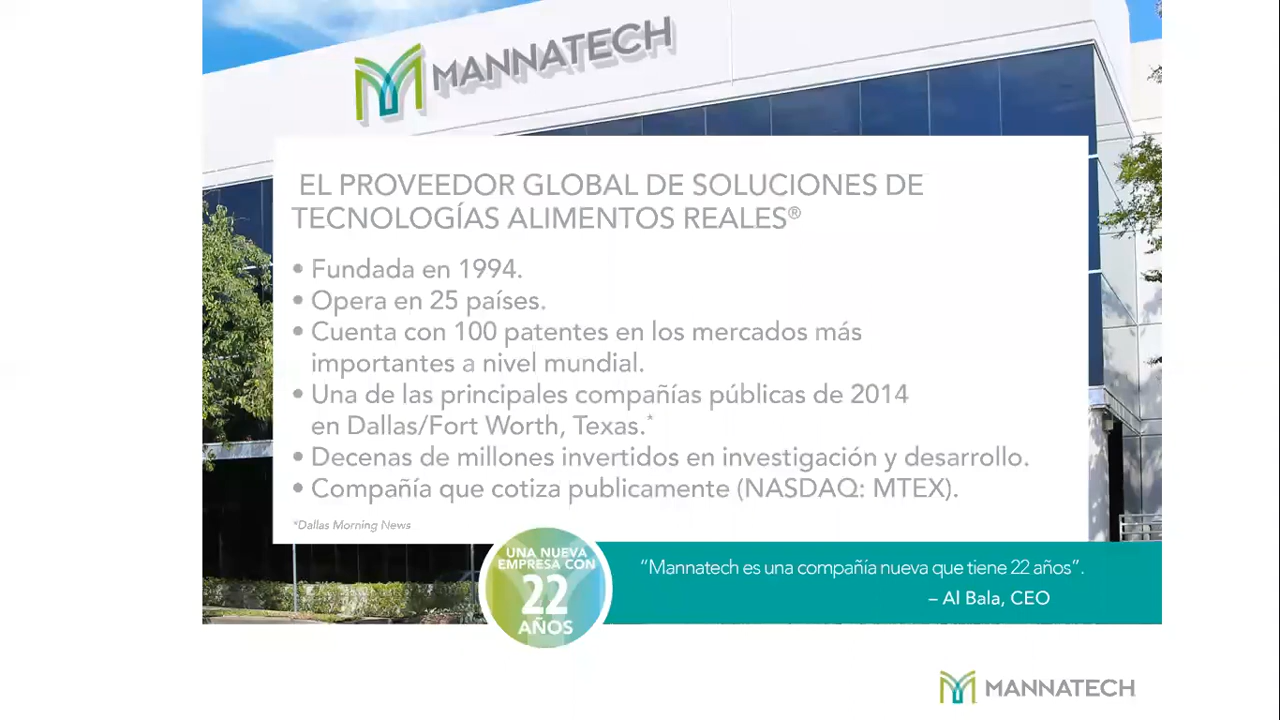 MANNATECH
EL PROVEEDOR GLOBAL DE SOLUCIONES DE
TECNOLOGÍAS ALIMENTOS REALES®
• Fundada en 1994.
• Opera en 25 países.
• Cuenta con 100 patentes en los mercados más
importantes a nivel mundial.
• Una de las principales compañías públicas de 2014
en Dallas/Fort Worth, Texas.*
• Decenas de millones invertidos en investigación y desarrollo.
• Compañía que cotiza publicamente (NASDAQ: MTEX).
*Dallas Morning News
UNA NUEVA
EMPRESA CON
22
AÑOS
“Mannatech es una compañía nueva que tiene 22 años”.
– Al Bala, CEO
MANNATECH